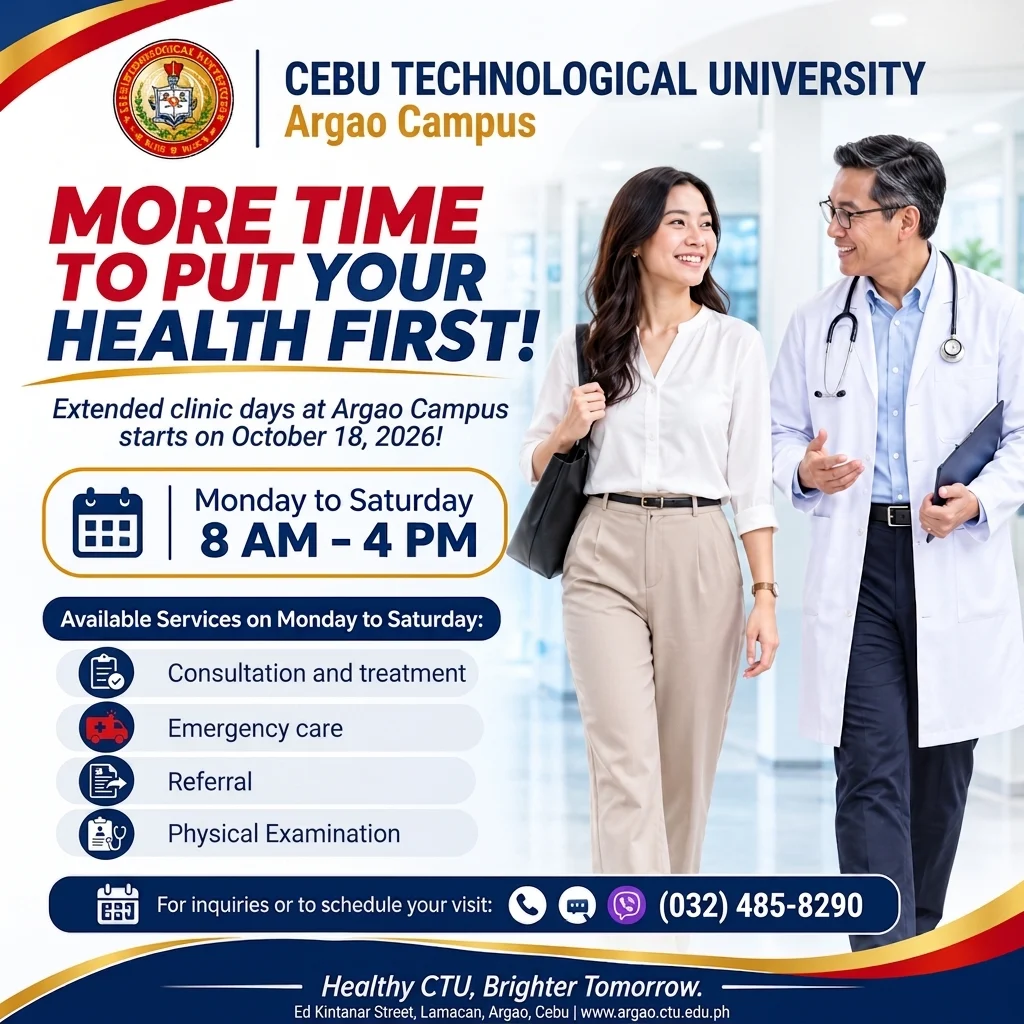 CEBU TECHNOLOGICAL UNIVERSITY
Argao Campus
MORE TIME
TO PUT YOUR
HEALTH FIRST!
Extended clinic days at Argao Campus
starts on October 18, 2026!
Monday to Saturday
8 AM – 4 PM
Available Services on Monday to Saturday:
Consultation and treatment
Emergency care
Referral
Physical Examination
For inquiries or to schedule your visit: (032) 485-8290
Healthy CTU, Brighter Tomorrow.
Ed Kintanar Street, Lamacan, Argao, Cebu | www.argao.ctu.edu.ph